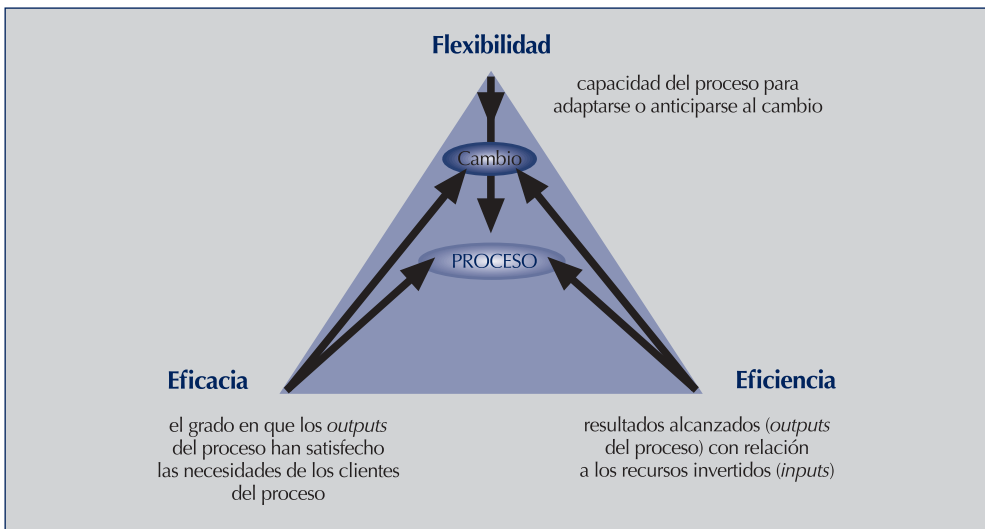 Flexibilidad
capacidad del proceso para
adaptarse o anticiparse al cambio
Cambio
PROCESO
Eficacia
el grado en que los outputs
del proceso han satisfecho
las necesidades de los clientes
del proceso
Eficiencia
resultados alcanzados (outputs
del proceso) con relación
a los recursos invertidos (inputs)